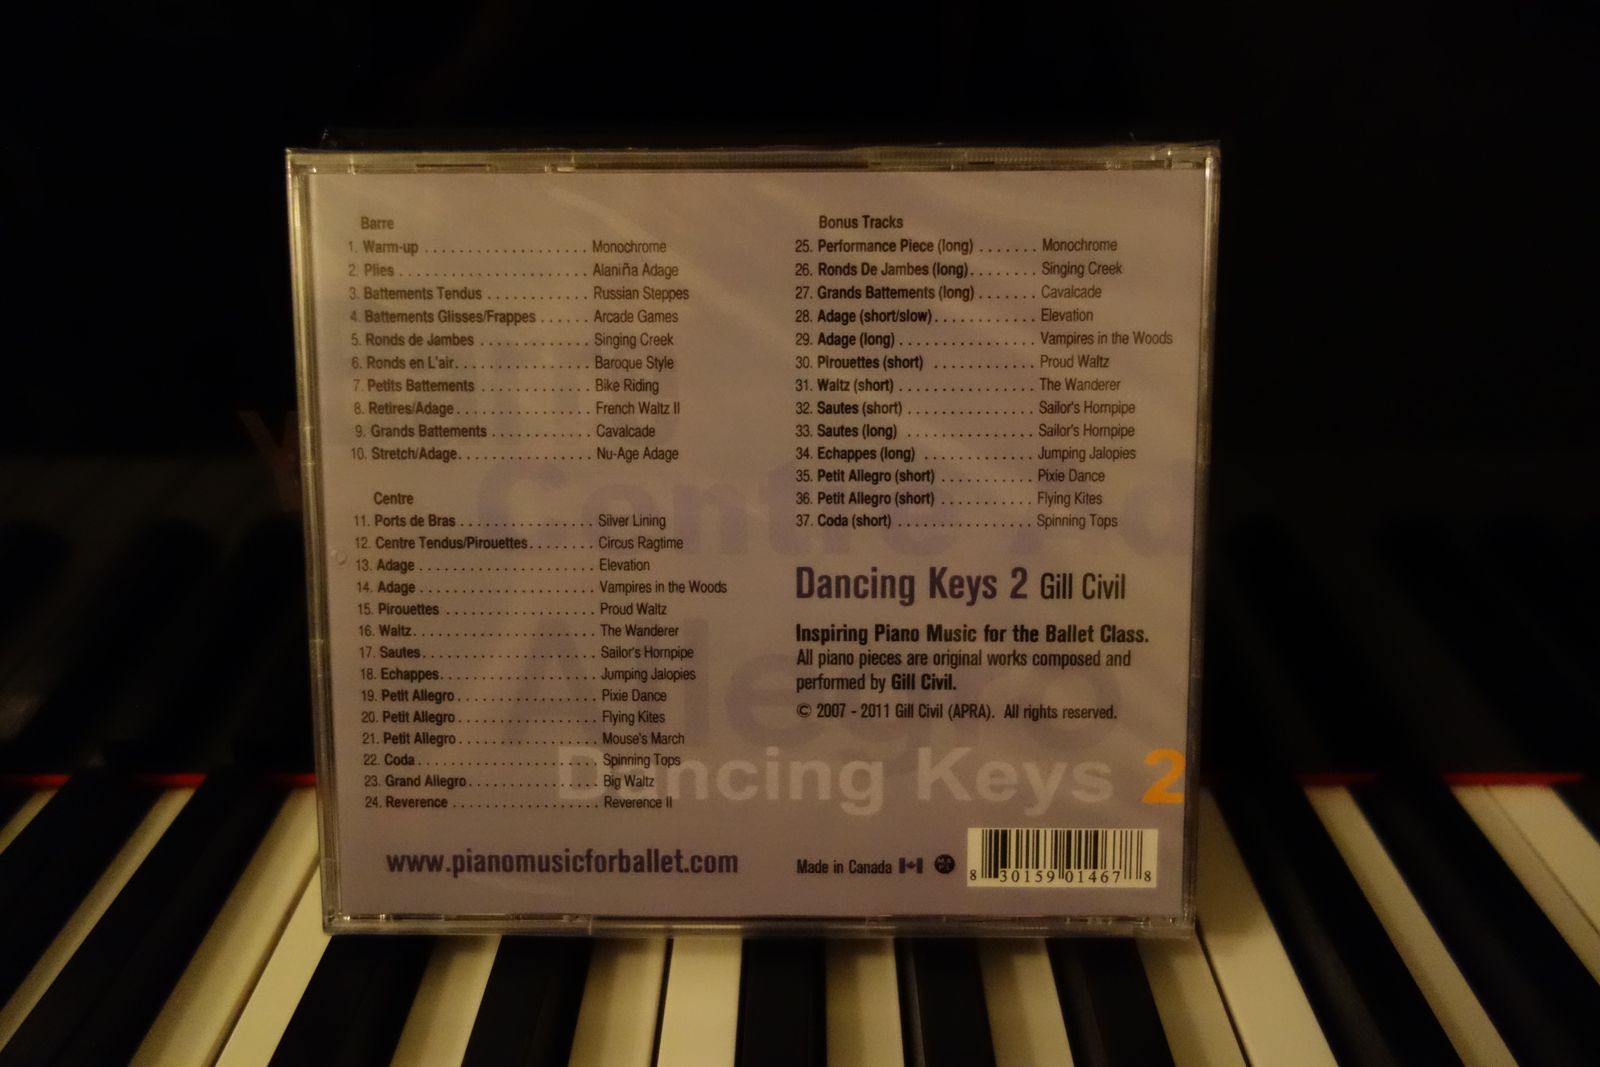 Barre
1. Warm-up . . . . . . . . . . . . . . . . . . . Monochrome
2. Plies . . . . . . . . . . . . . . . . . . . . . . Alaniña Adage
3. Battements Tendus . . . . . . . . . . . . Russian Steppes
4. Battements Glisses/Frappes . . . . . . Arcade Games
5. Ronds de Jambes . . . . . . . . . . . . . Singing Creek
6. Ronds en L'air. . . . . . . . . . . . . . . . Baroque Style
7. Petits Battements . . . . . . . . . . . . . Bike Riding
8. Retires/Adage . . . . . . . . . . . . . . . . French Waltz II
9. Grands Battements . . . . . . . . . . . . Cavalcade
10. Stretch/Adage. . . . . . . . . . . . . . . . Nu-Age Adage
Centre
11. Ports de Bras . . . . . . . . . . . . . . . . Silver Lining
12. Centre Tendus/Pirouettes . . . . . . . . Circus Ragtime
13. Adage . . . . . . . . . . . . . . . . . . . . . Elevation
14. Adage . . . . . . . . . . . . . . . . . . . . . Vampires in the Woods
15. Pirouettes . . . . . . . . . . . . . . . . . . Proud Waltz
16. Waltz. . . . . . . . . . . . . . . . . . . . . . The Wanderer
17. Sautes. . . . . . . . . . . . . . . . . . . . . Sailor's Hornpipe
18. Echappes. . . . . . . . . . . . . . . . . . . Jumping Jalopies
19. Petit Allegro . . . . . . . . . . . . . . . . . Pixie Dance
20. Petit Allegro . . . . . . . . . . . . . . . . . Flying Kites
21. Petit Allegro . . . . . . . . . . . . . . . . . Mouse's March
22. Coda . . . . . . . . . . . . . . . . . . . . . . Spinning Tops
23. Grand Allegro . . . . . . . . . . . . . . . . Big Waltz
24. Reverence . . . . . . . . . . . . . . . . . . Reverence II
www.pianomusicforballet.com
Bonus Tracks
25. Performance Piece (long) . . . . . . . Monochrome
26. Ronds De Jambes (long). . . . . . . . Singing Creek
27. Grands Battements (long) . . . . . . . Cavalcade
28. Adage (short/slow) . . . . . . . . . . . . Elevation
29. Adage (long) . . . . . . . . . . . . . . . . Vampires in the Woods
30. Pirouettes (short) . . . . . . . . . . . . Proud Waltz
31. Waltz (short) . . . . . . . . . . . . . . . . The Wanderer
32. Sautes (short) . . . . . . . . . . . . . . . Sailor's Hornpipe
33. Sautes (long) . . . . . . . . . . . . . . . Sailor's Hornpipe
34. Echappes (long) . . . . . . . . . . . . . Jumping Jalopies
35. Petit Allegro (short) . . . . . . . . . . . Pixie Dance
36. Petit Allegro (short) . . . . . . . . . . . Flying Kites
37. Coda (short) . . . . . . . . . . . . . . . . Spinning Tops
Dancing Keys 2 Gill Civil
Inspiring Piano Music for the Ballet Class.
All piano pieces are original works composed and
performed by Gill Civil.
© 2007 - 2011 Gill Civil (APRA). All rights reserved.
Dancing Keys 2
Made in Canada
8 30159 01467 8